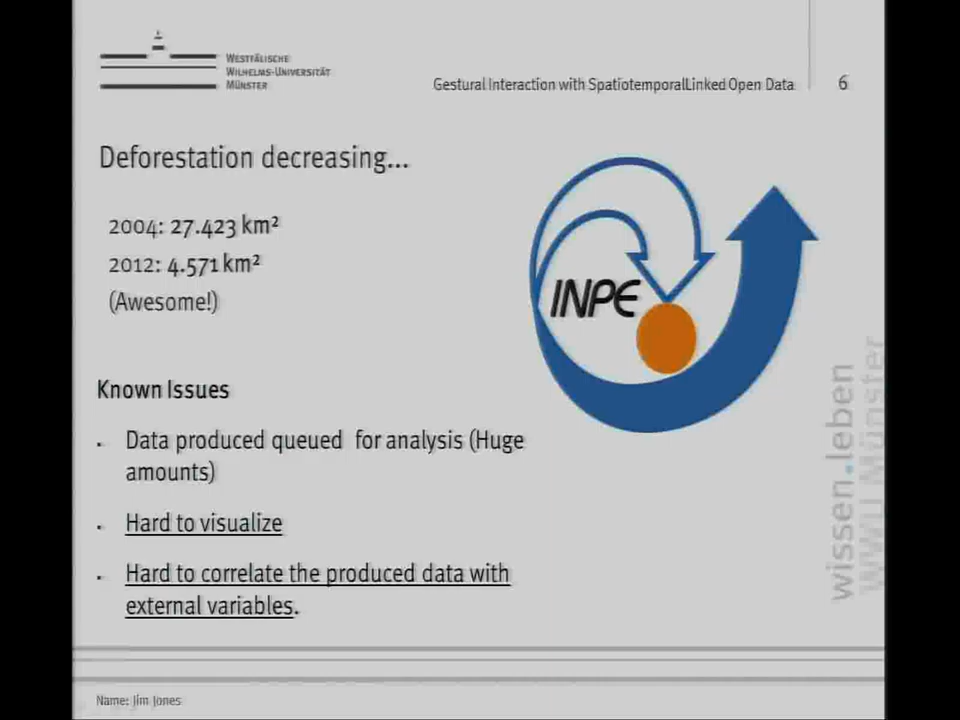 WESTFÄLISCHE
WILHELMS-UNIVERSITÄT
MÜNSTER
Gestural Interaction with SpatiotemporalLinked Open Data
6
Deforestation decreasing...
2004: 27.423 km²
2012: 4.571 km²
(Awesome!)
INPE
Known Issues
. Data produced queued for analysis (Huge
amounts)
. Hard to visualize
. Hard to correlate the produced data with
external variables.
wissen.leben
WWU Münster
Name: Jim Jones